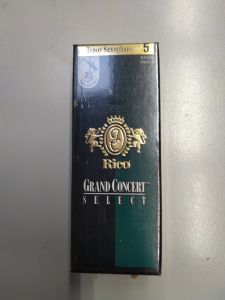 Tenor Saxophone 5
Rico
GRAND CONCERT
SELECT